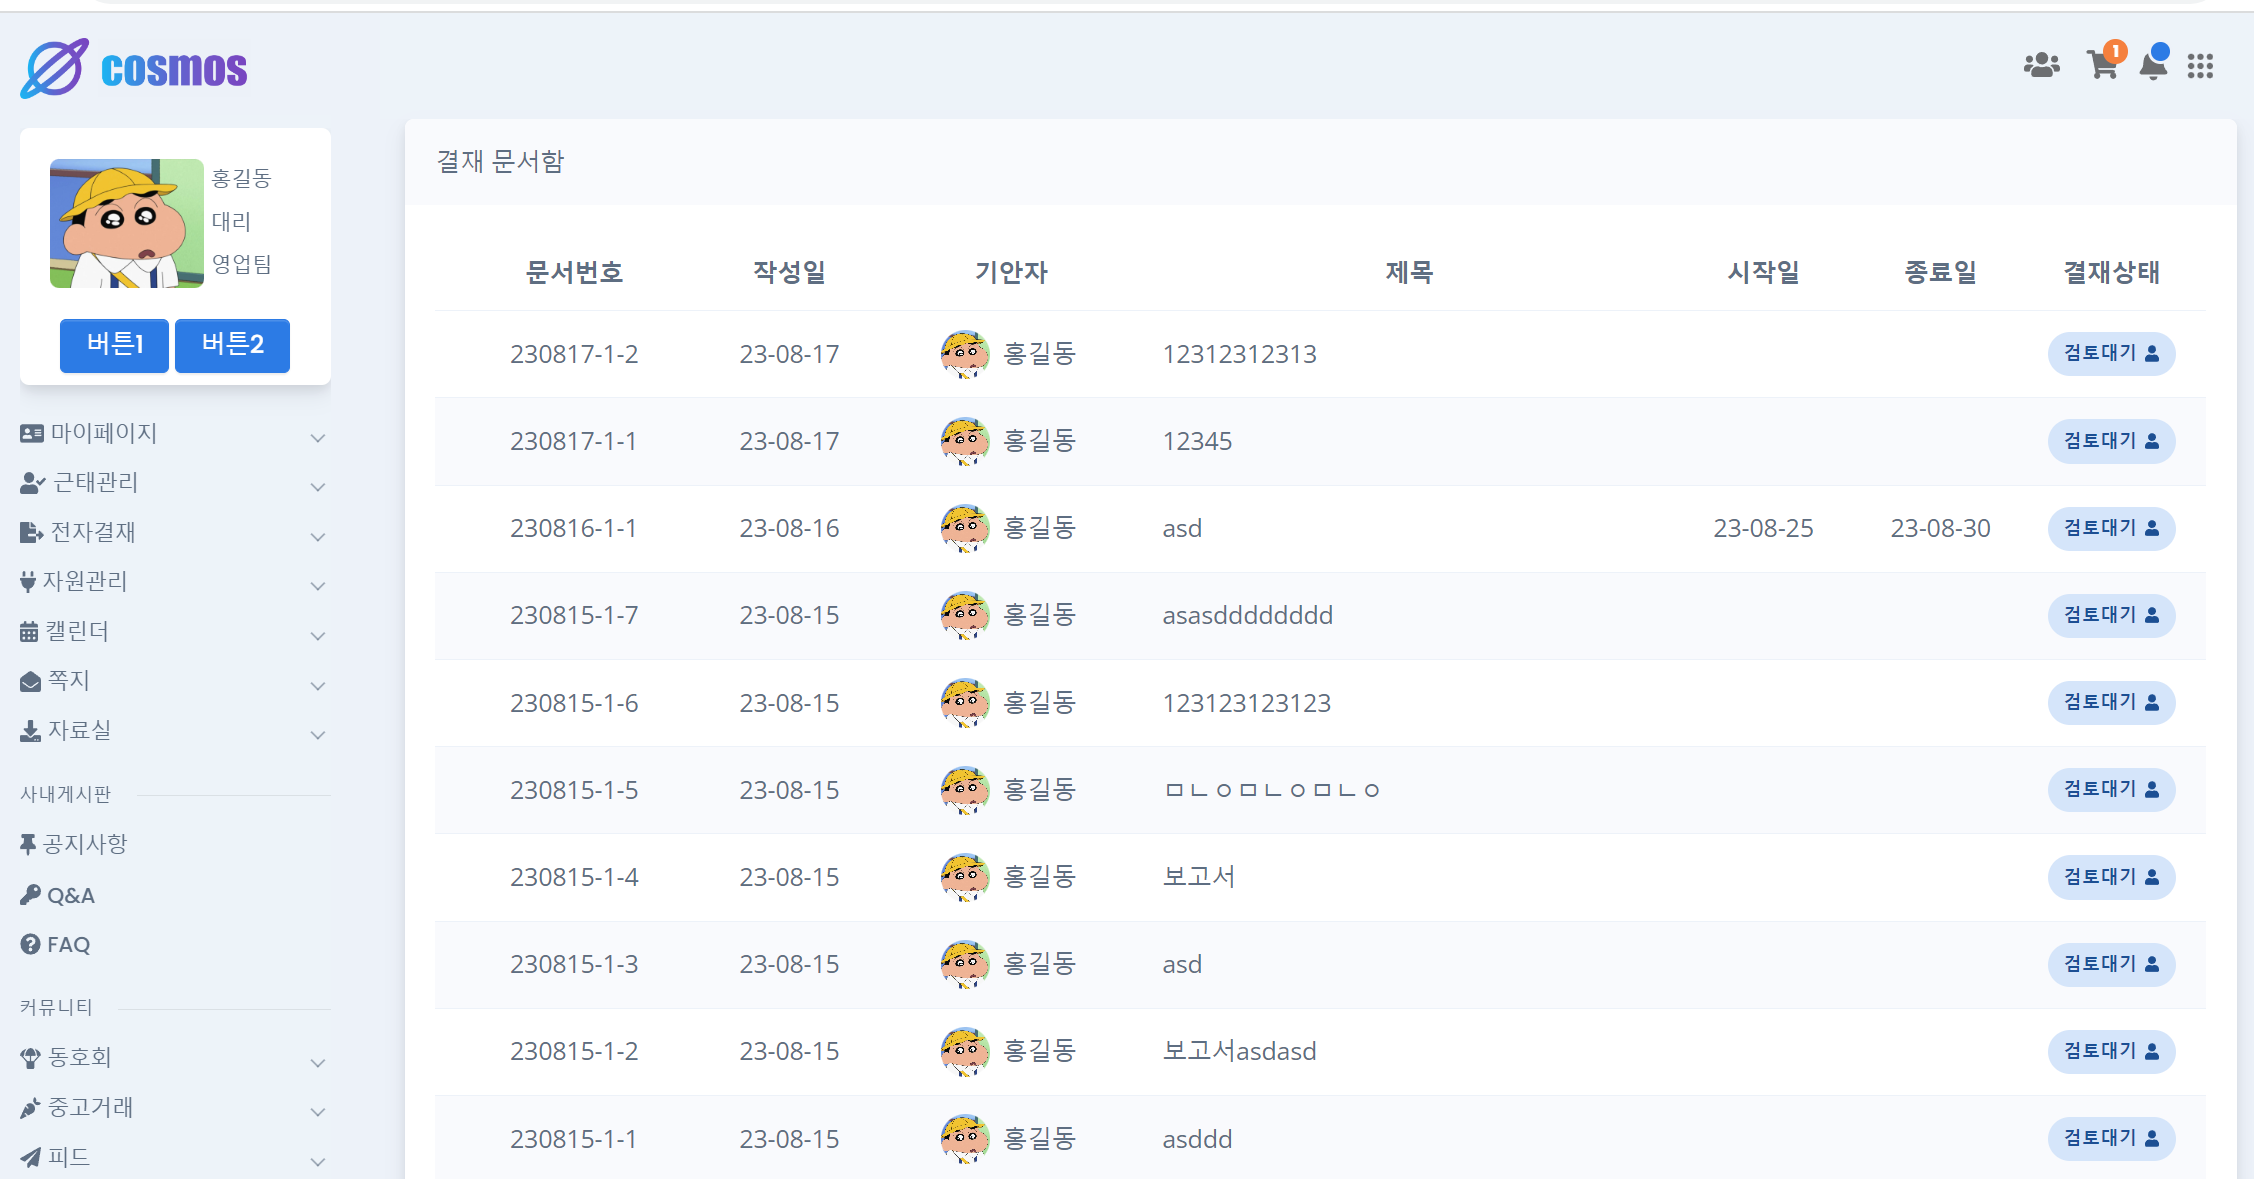 cosmos
1
홍길동
대리
영업팀
버튼1 버튼2
마이페이지
근태관리
전자결재
자원관리
캘린더
쪽지
자료실
사내게시판
공지사항
Q&A
FAQ
커뮤니티
동호회
중고거래
피드
결재 문서함
문서번호 작성일 기안자 제목 시작일 종료일 결재상태
230817-1-2 23-08-17 홍길동 12312312313 검토대기
230817-1-1 23-08-17 홍길동 12345 검토대기
230816-1-1 23-08-16 홍길동 asd 23-08-25 23-08-30 검토대기
230815-1-7 23-08-15 홍길동 asasdddddddd 검토대기
230815-1-6 23-08-15 홍길동 123123123123 검토대기
230815-1-5 23-08-15 홍길동 ㅁㄴㅇㅁㄴㅇㅁㄴㅇ 검토대기
230815-1-4 23-08-15 홍길동 보고서 검토대기
230815-1-3 23-08-15 홍길동 asd 검토대기
230815-1-2 23-08-15 홍길동 보고서asdasd 검토대기
230815-1-1 23-08-15 홍길동 asddd 검토대기